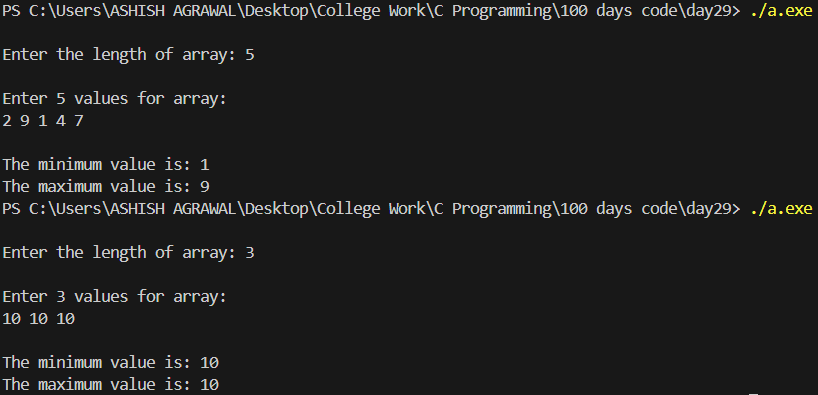 PS C:\Users\ASHISH AGRAWAL\Desktop\College Work\C Programming\100 days code\day29> ./a.exe
Enter the length of array: 5
Enter 5 values for array:
2 9 1 4 7
The minimum value is: 1
The maximum value is: 9
PS C:\Users\ASHISH AGRAWAL\Desktop\College Work\C Programming\100 days code\day29> ./a.exe
Enter the length of array: 3
Enter 3 values for array:
10 10 10
The minimum value is: 10
The maximum value is: 10